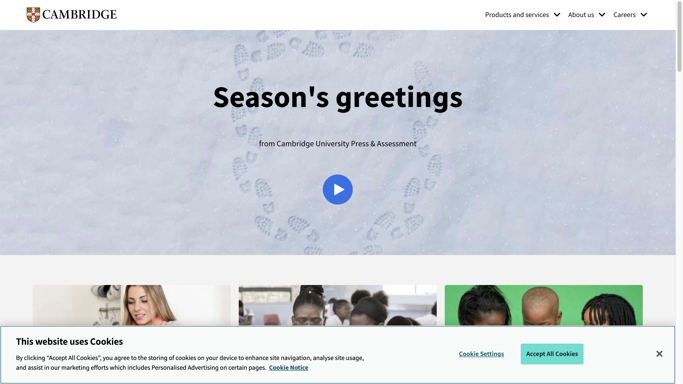 CAMBRIDGE
Products and services About us Careers
Season's greetings
from Cambridge University Press & Assessment
This website uses Cookies
By clicking "Accept All Cookies", you agree to the storing of cookies on your device to enhance site navigation, analyse site usage,
and assist in our marketing efforts which includes Personalised Advertising on certain pages. Cookie Notice
Cookie Settings
Accept All Cookies